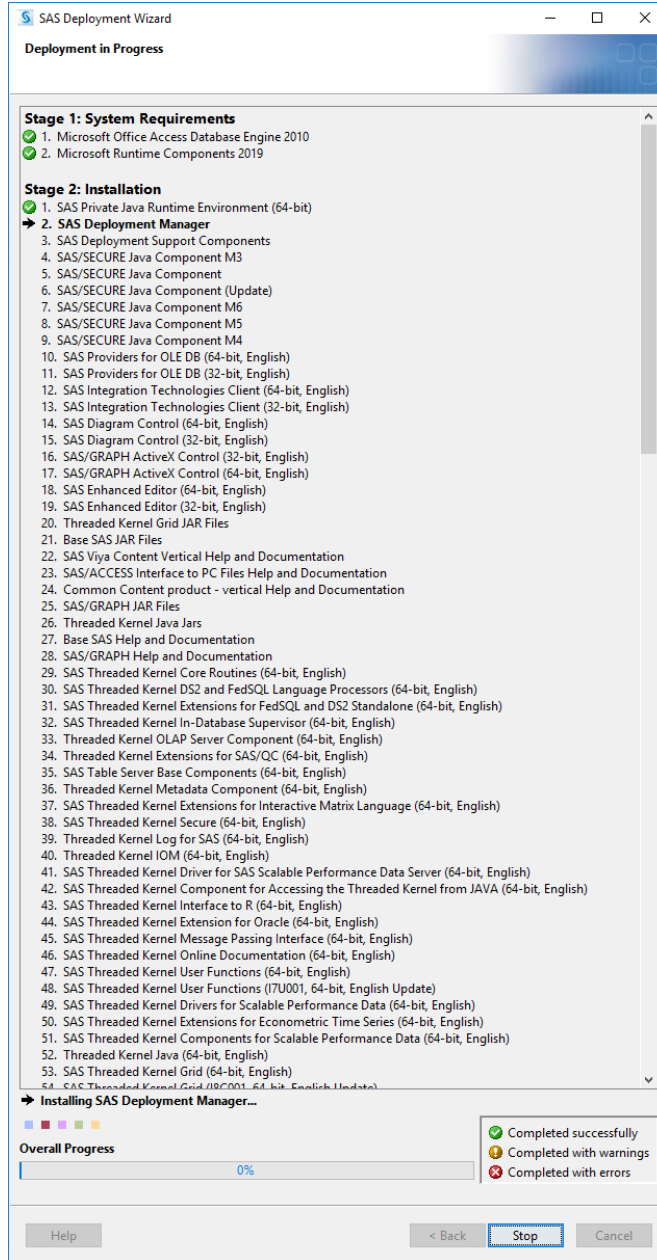 SAS Deployment Wizard
Deployment in Progress
Stage 1: System Requirements
1. Microsoft Office Access Database Engine 2010
2. Microsoft Runtime Components 2019
Stage 2: Installation
1. SAS Private Java Runtime Environment (64-bit)
2. SAS Deployment Manager
3. SAS Deployment Support Components
4. SAS/SECURE Java Component M3
5. SAS/SECURE Java Component
6. SAS/SECURE Java Component (Update)
7. SAS/SECURE Java Component M6
8. SAS/SECURE Java Component M5
9. SAS/SECURE Java Component M4
10. SAS Providers for OLE DB (64-bit, English)
11. SAS Providers for OLE DB (32-bit, English)
12. SAS Integration Technologies Client (64-bit, English)
13. SAS Integration Technologies Client (32-bit, English)
14. SAS Diagram Control (64-bit, English)
15. SAS Diagram Control (32-bit, English)
16. SAS/GRAPH ActiveX Control (32-bit, English)
17. SAS/GRAPH ActiveX Control (64-bit, English)
18. SAS Enhanced Editor (64-bit, English)
19. SAS Enhanced Editor (32-bit, English)
20. Threaded Kernel Grid JAR Files
21. Base SAS JAR Files
22. SAS Viya Content Vertical Help and Documentation
23. SAS/ACCESS Interface to PC Files Help and Documentation
24. Common Content product - vertical Help and Documentation
25. SAS/GRAPH JAR Files
26. Threaded Kernel Java Jars
27. Base SAS Help and Documentation
28. SAS/GRAPH Help and Documentation
29. SAS Threaded Kernel Core Routines (64-bit, English)
30. SAS Threaded Kernel DS2 and FedSQL Language Processors (64-bit, English)
31. SAS Threaded Kernel Extensions for FedSQL and DS2 Standalone (64-bit, English)
32. SAS Threaded Kernel In-Database Supervisor (64-bit, English)
33. Threaded Kernel OLAP Server Component (64-bit, English)
34. Threaded Kernel Extensions for SAS/QC (64-bit, English)
35. SAS Table Server Base Components (64-bit, English)
36. Threaded Kernel Metadata Component (64-bit, English)
37. SAS Threaded Kernel Extensions for Interactive Matrix Language (64-bit, English)
38. SAS Threaded Kernel Secure (64-bit, English)
39. Threaded Kernel Log for SAS (64-bit, English)
40. Threaded Kernel IOM (64-bit, English)
41. SAS Threaded Kernel Driver for SAS Scalable Performance Data Server (64-bit, English)
42. SAS Threaded Kernel Component for Accessing the Threaded Kernel from JAVA (64-bit, English)
43. SAS Threaded Kernel Interface to R (64-bit, English)
44. SAS Threaded Kernel Extension for Oracle (64-bit, English)
45. SAS Threaded Kernel Message Passing Interface (64-bit, English)
46. SAS Threaded Kernel Online Documentation (64-bit, English)
47. SAS Threaded Kernel User Functions (64-bit, English)
48. SAS Threaded Kernel User Functions (I7U001, 64-bit, English Update)
49. SAS Threaded Kernel Drivers for Scalable Performance Data (64-bit, English)
50. SAS Threaded Kernel Extensions for Econometric Time Series (64-bit, English)
51. SAS Threaded Kernel Components for Scalable Performance Data (64-bit, English)
52. Threaded Kernel Java (64-bit, English)
53. SAS Threaded Kernel Grid (64-bit, English)
54. SAS Threaded Kernel Grid (I8C001, 64-bit, English Update)
Installing SAS Deployment Manager...
Overall Progress
0%
Completed successfully
Completed with warnings
Completed with errors
Help
< Back
Stop
Cancel